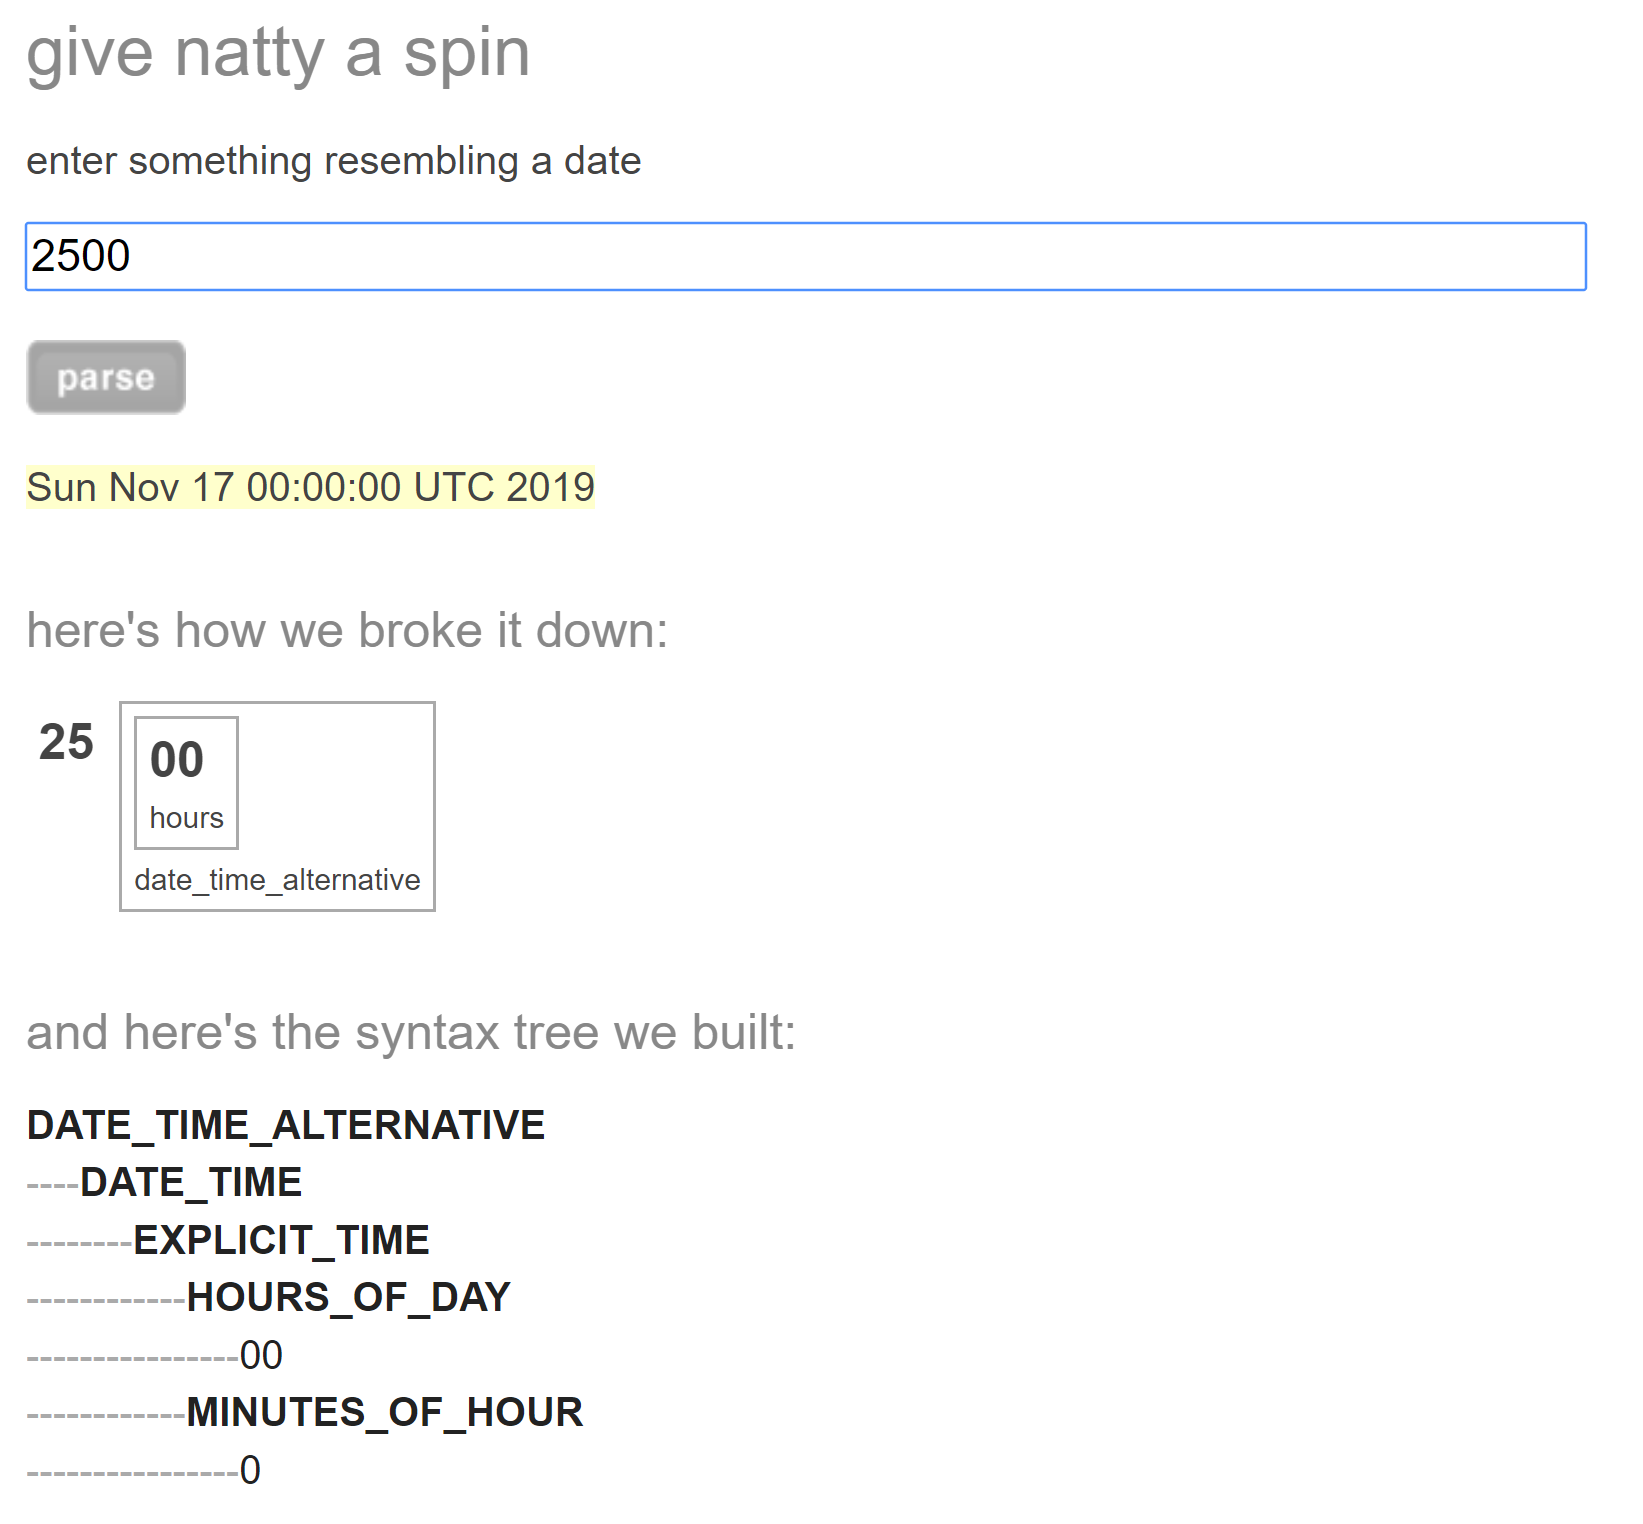 give natty a spin
enter something resembling a date
2500
parse
Sun Nov 17 00:00:00 UTC 2019
here's how we broke it down:
25 00
hours
date_time_alternative
and here's the syntax tree we built:
DATE_TIME_ALTERNATIVE
----DATE_TIME
--------EXPLICIT_TIME
------------HOURS_OF_DAY
----------------00
------------MINUTES_OF_HOUR
----------------0